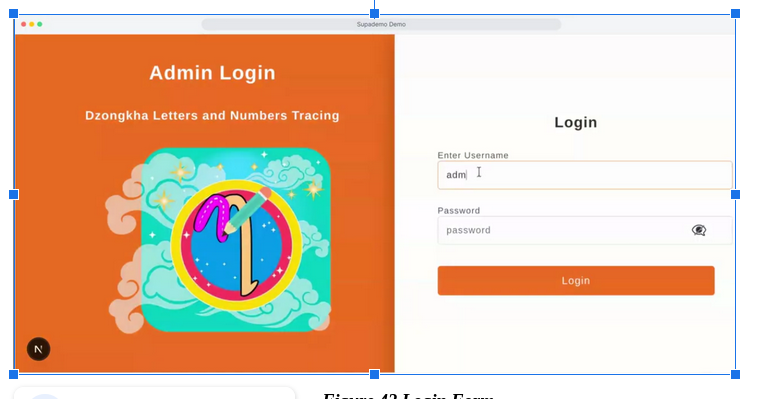 Supademo Demo
Admin Login
Dzongkha Letters and Numbers Tracing
Login
Enter Username
adm
Password
password
Login
N
Figure 42 Login Form